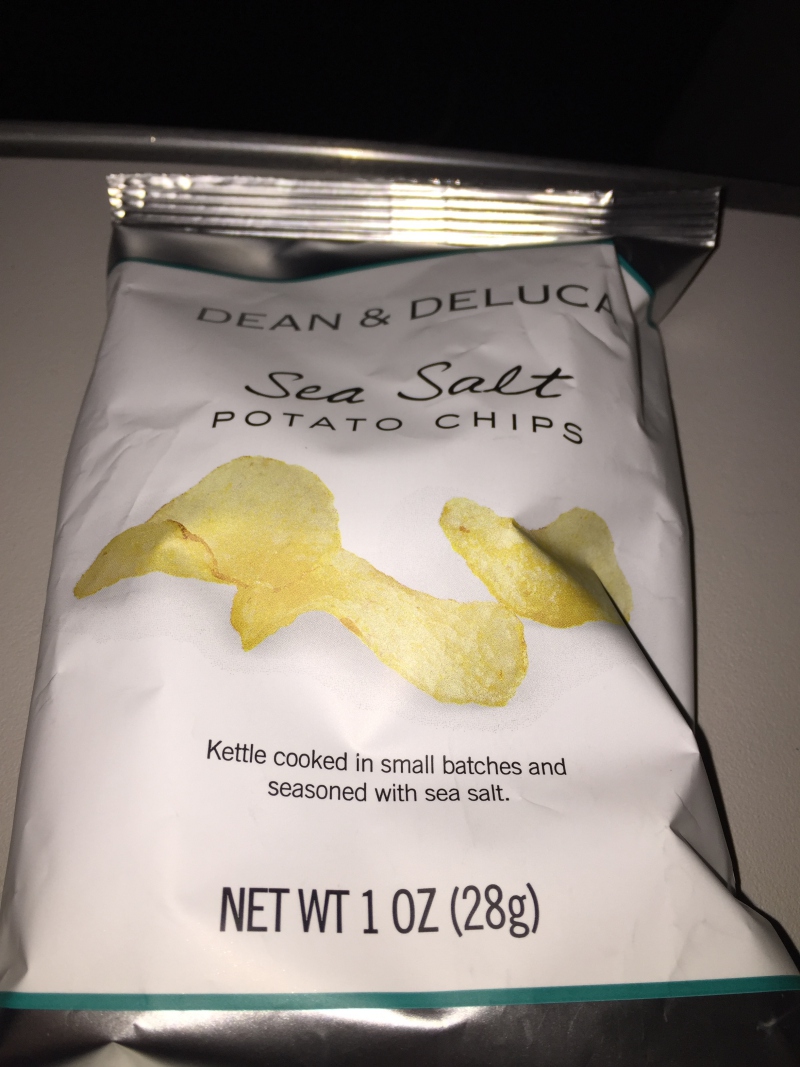 DEAN & DELUCA
Sea Salt
POTATO CHIPS
Kettle cooked in small batches and
seasoned with sea salt.
NET WT 1 OZ (28g)